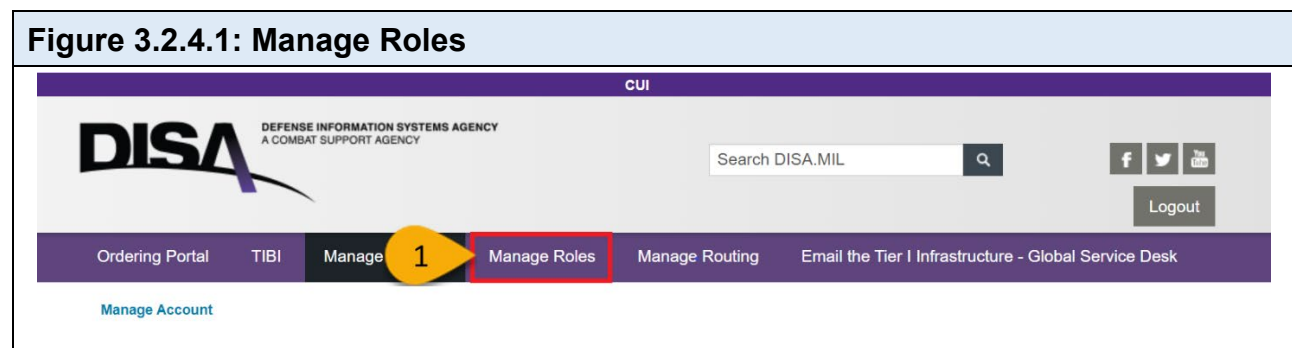 Figure 3.2.4.1: Manage Roles
CUI
DISA
DEFENSE INFORMATION SYSTEMS AGENCY
A COMBAT SUPPORT AGENCY
Search DISA.MIL
f
You
Tube
Logout
Ordering Portal TIBI Manage 1 Manage Roles Manage Routing Email the Tier I Infrastructure - Global Service Desk
Manage Account